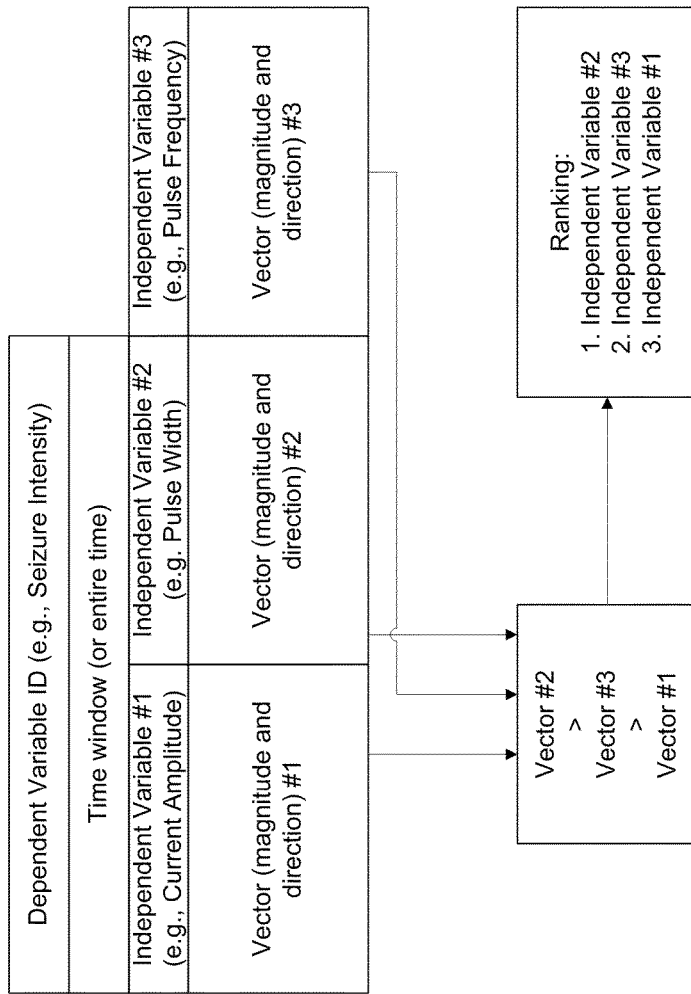 Dependent Variable ID (e.g., Seizure Intensity)
Time window (or entire time)
Independent Variable #1
(e.g., Current Amplitude)
Independent Variable #2
(e.g. Pulse Width)
Independent Variable #3
(e.g., Pulse Frequency)
Vector (magnitude and
direction) #1
Vector (magnitude and
direction) #2
Vector (magnitude and
direction) #3
Vector #2
>
Vector #3
>
Vector #1
Ranking:
1. Independent Variable #2
2. Independent Variable #3
3. Independent Variable #1